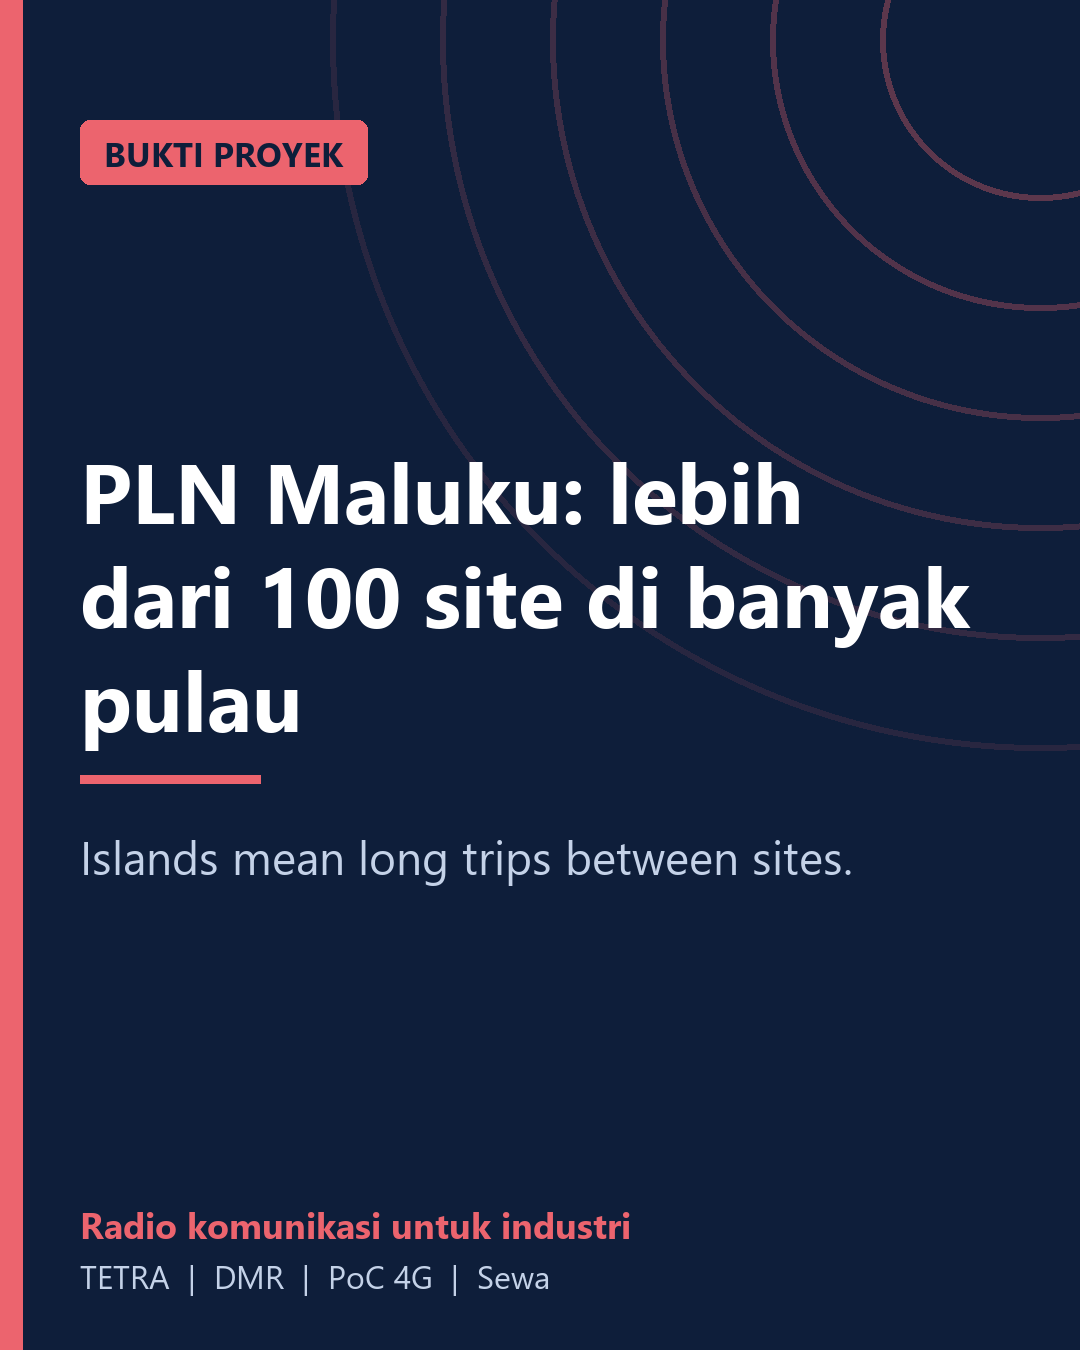 BUKTI PROYEK
PLN Maluku: lebih
dari 100 site di banyak
pulau
Islands mean long trips between sites.
Radio komunikasi untuk industri
TETRA | DMR | PoC 4G | Sewa